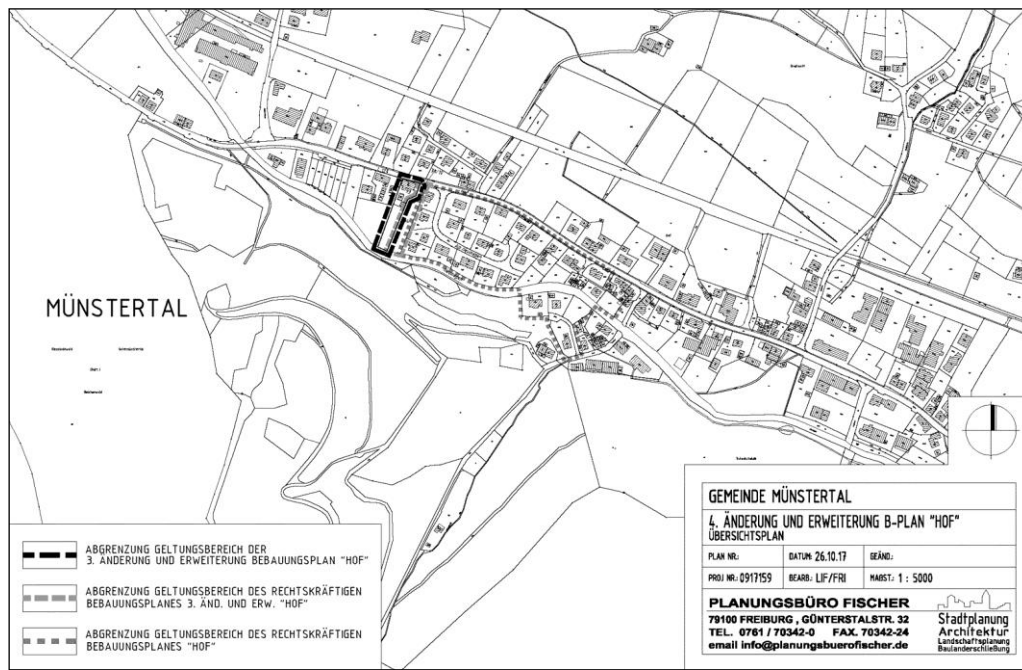 MÜNSTERTAL
ABGRENZUNG GELTUNGSBEREICH DER
3. ÄNDERUNG UND ERWEITERUNG BEBAUUNGSPLAN "HOF"
ABGRENZUNG GELTUNGSBEREICH DES RECHTSKRÄFTIGEN
BEBAUUNGSPLANES 3. ÄND. UND ERW. "HOF"
ABGRENZUNG GELTUNGSBEREICH DES RECHTSKRÄFTIGEN
BEBAUUNGSPLANES "HOF"
GEMEINDE MÜNSTERTAL
4. ÄNDERUNG UND ERWEITERUNG B-PLAN "HOF"
ÜBERSICHTSPLAN
PLAN NR.: DATUM: 26.10.17 GEÄND.:
PROJ NR.: 0917159 BEARB.: LIF/FRI MAßST.: 1 : 5000
PLANUNGSBÜRO FISCHER
79100 FREIBURG , GÜNTERSTALSTR. 32
TEL. 0761 / 70342-0 FAX. 70342-24
email info@planungsbuerofischer.de
Stadtplanung
Architektur
Landschaftsplanung
Baulanderschließung